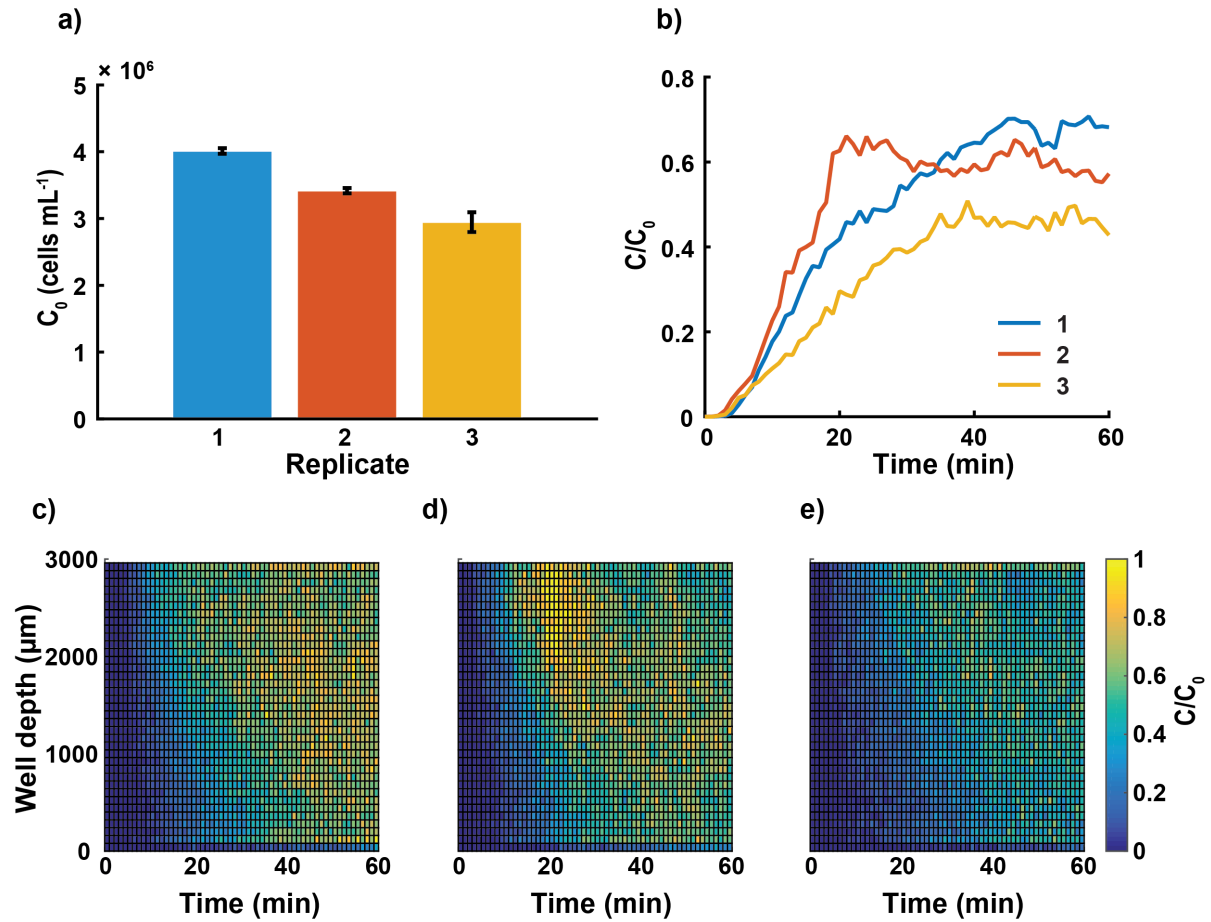 a)
× 10⁶
5
4
3
2
1
0
C₀ (cells mL⁻¹)
1 2 3
Replicate
b)
0.8
0.6
0.4
0.2
0
C/C₀
1
2
3
0 20 40 60
Time (min)
c)
3000
2000
1000
0
Well depth (µm)
0 20 40 60
Time (min)
d)
0 20 40 60
Time (min)
e)
0 20 40 60
Time (min)
1
0.8
0.6
0.4
0.2
0
C/C₀